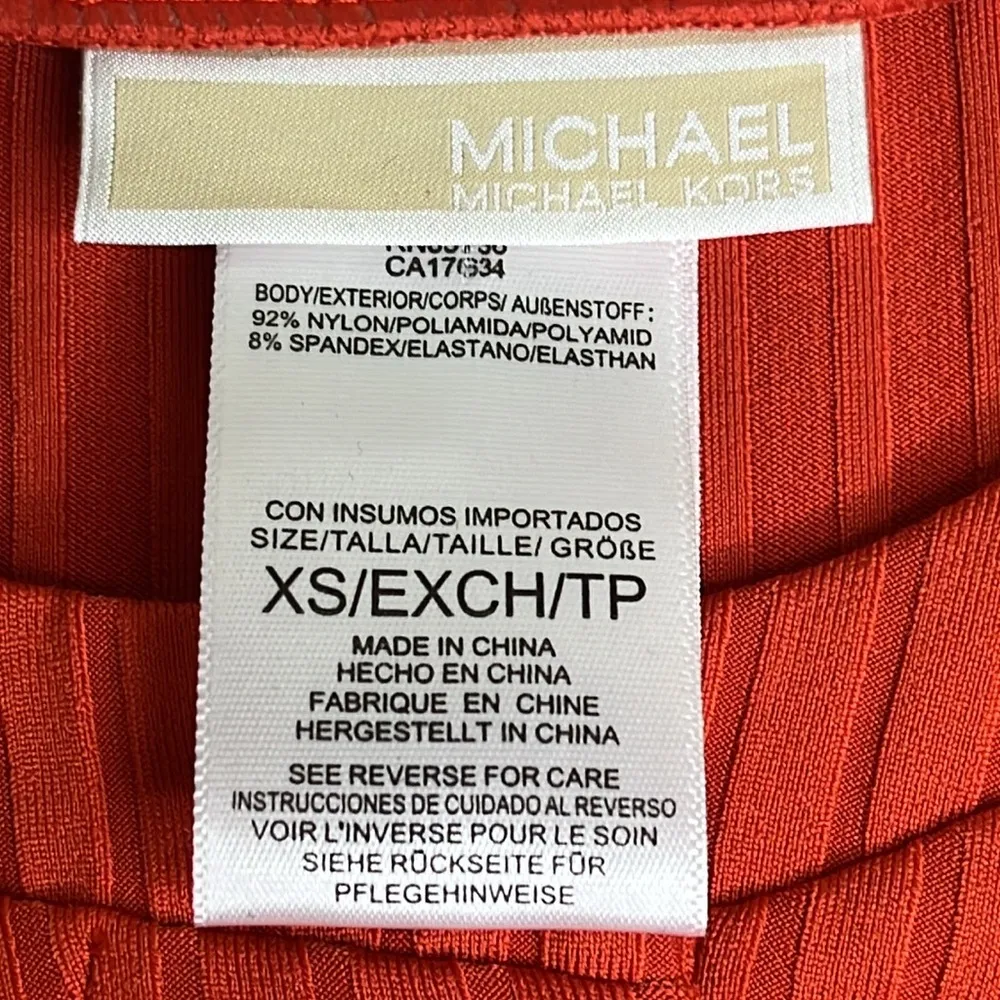 MICHAEL
MICHAEL KORS
BODY/EXTERIOR/CORPS/ AUßENSTOFF:
92% NYLON/POLIAMIDA/POLYAMID
8% SPANDEX/ELASTANO/ELASTHAN
CON INSUMOS IMPORTADOS
SIZE/TALLA/TAILLE/ GRÖßE
XS/EXCH/TP
MADE IN CHINA
HECHO EN CHINA
FABRIQUE EN CHINE
HERGESTELLT IN CHINA
SEE REVERSE FOR CARE
INSTRUCCIONES DE CUIDADO AL REVERSO
VOIR L'INVERSE POUR LE SOIN
SIEHE RÜCKSEITE FÜR
PFLEGEHINWEISE